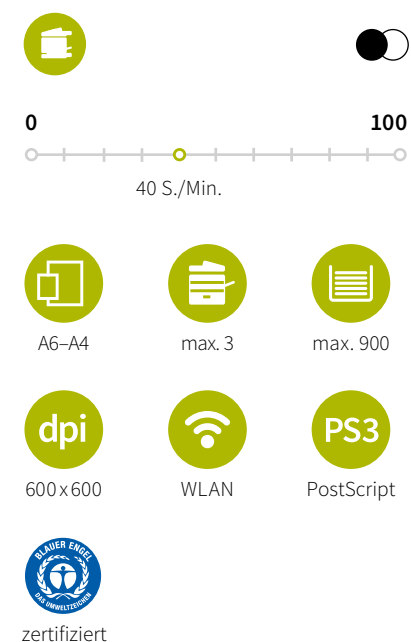 0 100
40 S./Min.
A6–A4 max. 3 max. 900
dpi PS3
600 x 600 WLAN PostScript
BLAUER ENGEL
DAS UMWELTZEICHEN
zertifiziert